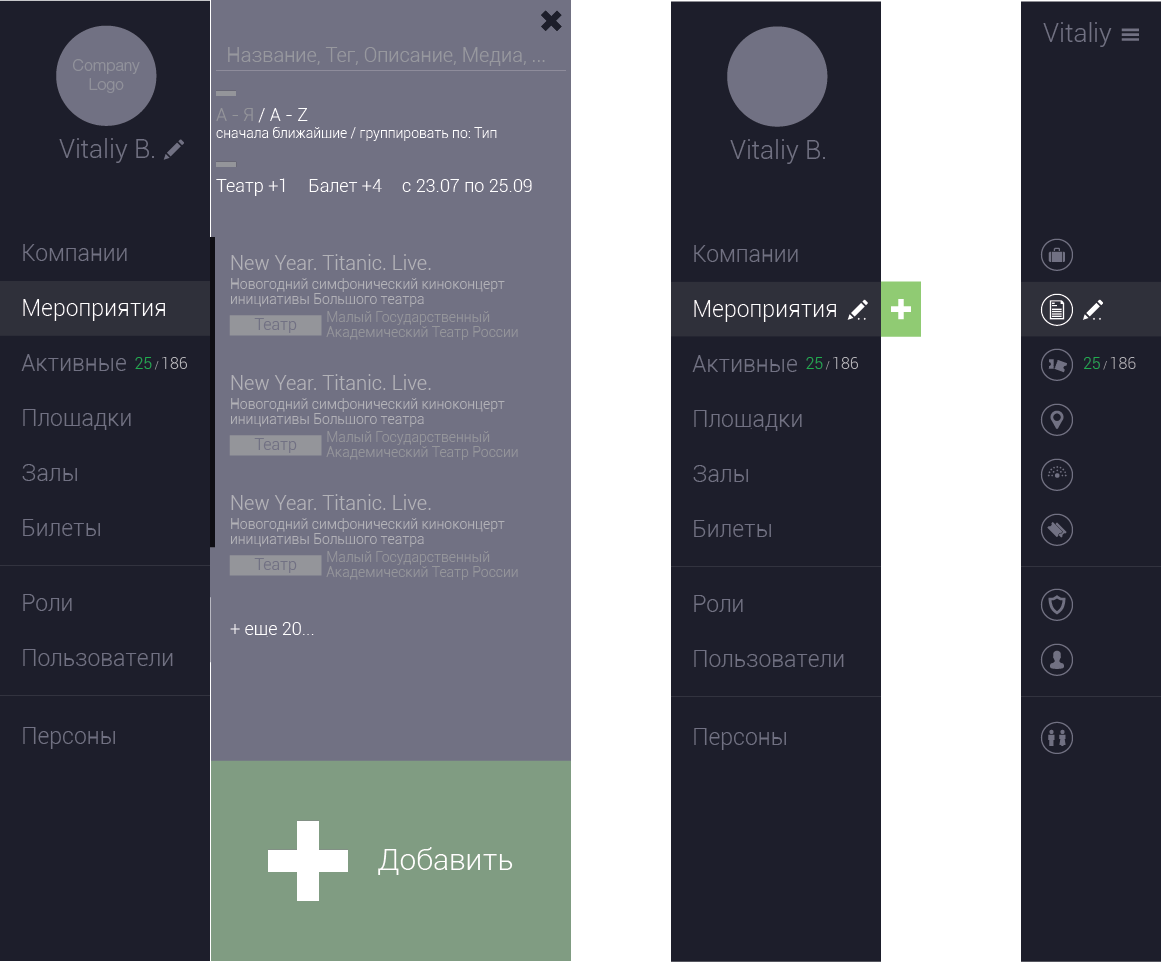 Company
Logo
Vitaliy B.
Компании
Мероприятия
Активные 25 / 186
Площадки
Залы
Билеты
Роли
Пользователи
Персоны
Название, Тег, Описание, Медиа, ...
А - Я / A - Z
сначала ближайшие / группировать по: Тип
Театр +1 Балет +4 с 23.07 по 25.09
New Year. Titanic. Live.
Новогодний симфонический киноконцерт
инициативы Большого театра
Театр
Малый Государственный
Академический Театр России
New Year. Titanic. Live.
Новогодний симфонический киноконцерт
инициативы Большого театра
Театр
Малый Государственный
Академический Театр России
New Year. Titanic. Live.
Новогодний симфонический киноконцерт
инициативы Большого театра
Театр
Малый Государственный
Академический Театр России
+ еще 20...
Добавить
Vitaliy B.
Компании
Мероприятия
Активные 25 / 186
Площадки
Залы
Билеты
Роли
Пользователи
Персоны
Vitaliy
25 / 186